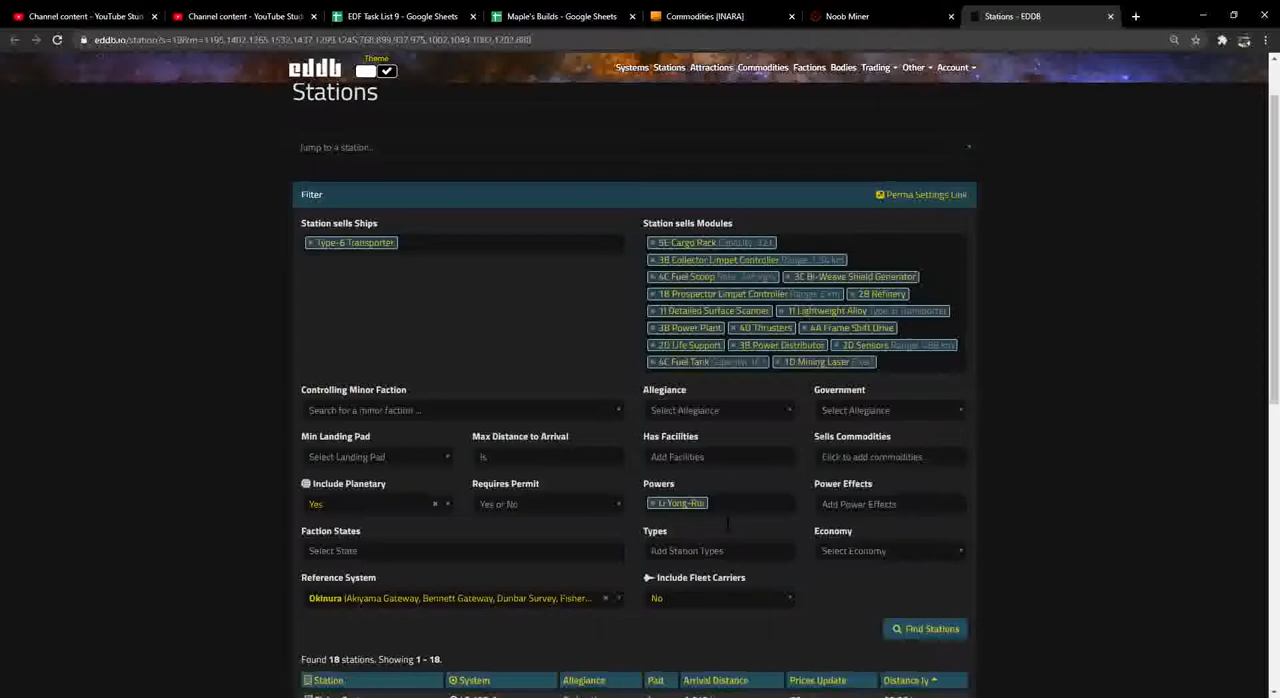 Channel content - YouTube Stud
Channel content - YouTube Stud
EDF Task List 9 - Google Sheets
Maple's Builds - Google Sheets
Commodities [INARA]
Noob Miner
Stations - EDDB
Theme
eddb
Systems Stations Attractions Commodities Factions Bodies Trading Other Account
Stations
Jump to a station...
Filter
Perma Settings Link
Station sells Ships
Station sells Modules
Type-6 Transporter
5E Cargo Rack Capacity: 32 t
3B Collector Limpet Controller
4C Fuel Scoop
3C Bi-Weave Shield Generator
1B Prospector Limpet Controller
2B Refinery
1I Detailed Surface Scanner
1I Lightweight Alloy Type-6 Transporter
3B Power Plant
4D Thrusters
4A Frame Shift Drive
2D Life Support
3B Power Distributor
2D Sensors
4C Fuel Tank
1D Mining Laser
Controlling Minor Faction
Allegiance
Government
Search for a minor faction ...
Select Allegiance
Select Allegiance
Min Landing Pad
Max Distance to Arrival
Has Facilities
Sells Commodities
Select Landing Pad
ls
Add Facilities
Click to add commodities...
Include Planetary
Requires Permit
Powers
Power Effects
Yes
Yes or No
Li Yong-Rui
Add Power Effects
Faction States
Types
Economy
Select State
Add Station Types
Select Economy
Reference System
Include Fleet Carriers
Okinura (Akiyama Gateway, Bennett Gateway, Dunbar Survey, Fisher...
No
Find Stations
Found 18 stations. Showing 1 - 18.
Station
System
Allegiance
Pad
Arrival Distance
Prices Update
Distance ly